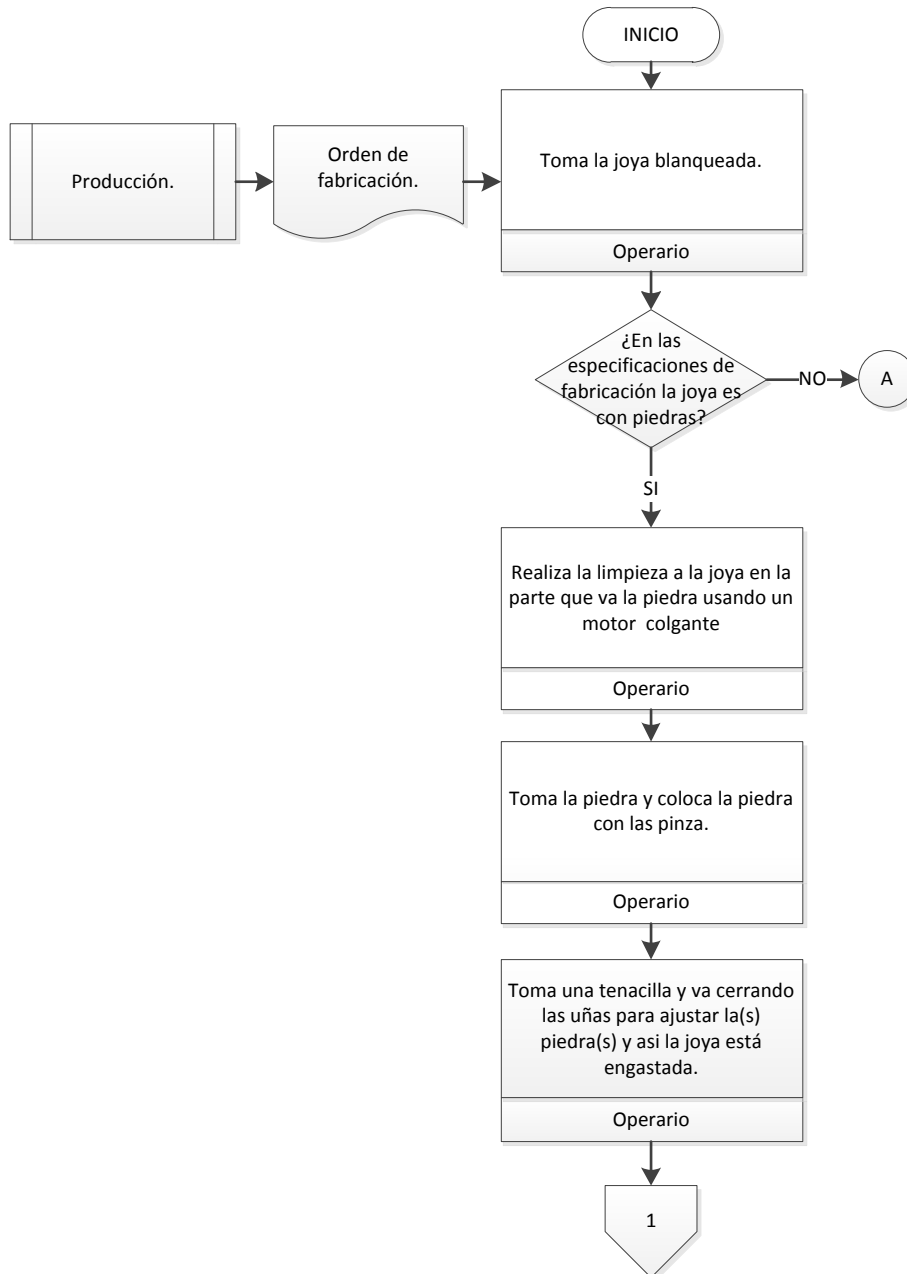 INICIO
Producción.
Orden de
fabricación.
Toma la joya blanqueada.
Operario
¿En las
especificaciones de
fabricación la joya es
con piedras?
NO
A
SI
Realiza la limpieza a la joya en la
parte que va la piedra usando un
motor  colgante
Operario
Toma la piedra y coloca la piedra
con las pinza.
Operario
Toma una tenacilla y va cerrando
las uñas para ajustar la(s)
piedra(s) y asi la joya está
engastada.
Operario
1